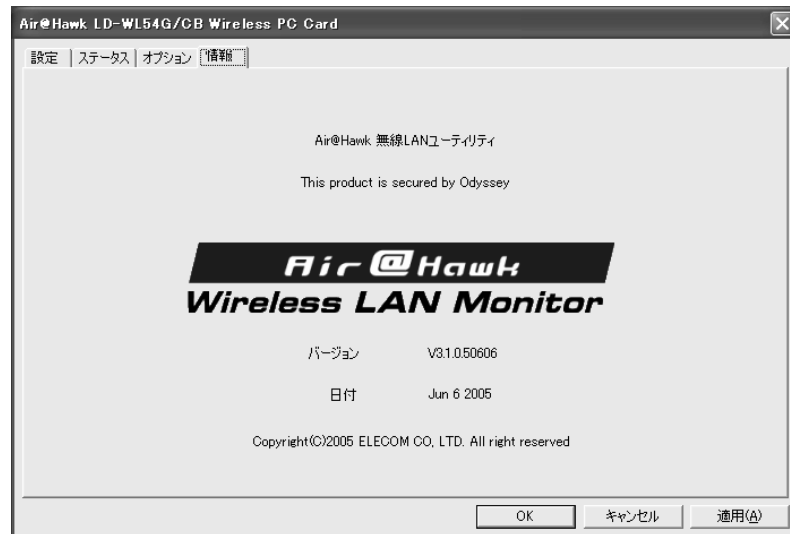 Air@Hawk LD-WL54G/CB Wireless PC Card
設定 ステータス オプション 情報
Air@Hawk 無線LANユーティリティ
This product is secured by Odyssey
Air@Hawk
Wireless LAN Monitor
バージョン V3.1.0.50606
日付 Jun 6 2005
Copyright(C)2005 ELECOM CO, LTD. All right reserved
OK キャンセル 適用(A)